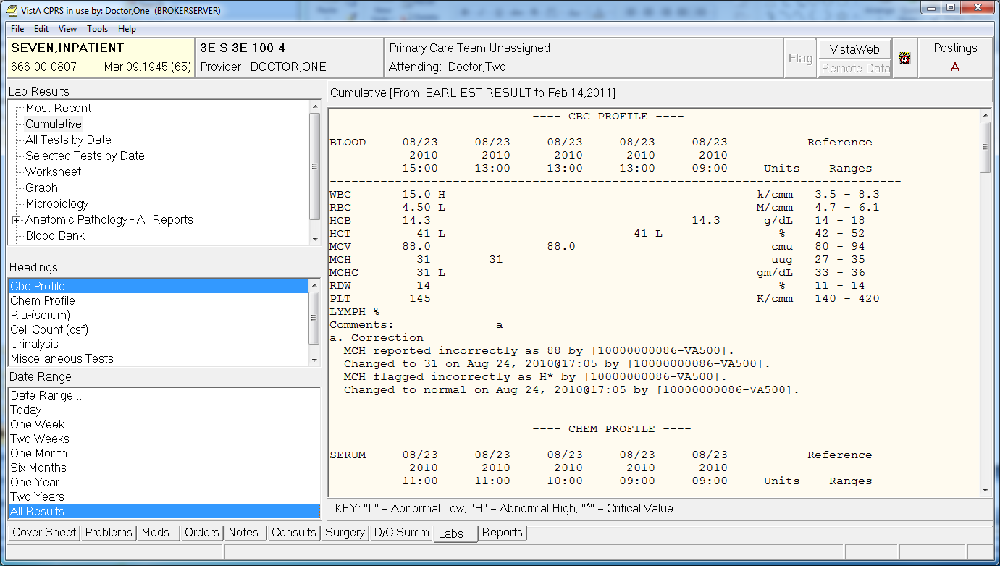 VistA CPRS in use by: Doctor,One (BROKERSERVER)
File Edit View Tools Help
SEVEN,INPATIENT
666-00-0807 Mar 09,1945 (65)
3E S 3E-100-4
Provider: DOCTOR,ONE
Primary Care Team Unassigned
Attending: Doctor,Two
Flag
VistaWeb
Remote Data
Postings
A
Lab Results
Most Recent
Cumulative
All Tests by Date
Selected Tests by Date
Worksheet
Graph
Microbiology
Anatomic Pathology - All Reports
Blood Bank
Headings
Cbc Profile
Chem Profile
Ria-(serum)
Cell Count (csf)
Urinalysis
Miscellaneous Tests
Date Range
Date Range...
Today
One Week
Two Weeks
One Month
Six Months
One Year
Two Years
All Results
Cumulative [From: EARLIEST RESULT to Feb 14,2011]
---- CBC PROFILE ----
BLOOD 08/23 08/23 08/23 08/23 08/23 Reference
2010 2010 2010 2010 2010
15:00 13:00 13:00 13:00 09:00 Units Ranges
-------------------------------------------------------------------------------
WBC 15.0 H k/cmm 3.5 - 8.3
RBC 4.50 L M/cmm 4.7 - 6.1
HGB 14.3 14.3 g/dL 14 - 18
HCT 41 L 41 L % 42 - 52
MCV 88.0 88.0 cmu 80 - 94
MCH 31 31 uug 27 - 35
MCHC 31 L gm/dL 33 - 36
RDW 14 % 11 - 14
PLT 145 K/cmm 140 - 420
LYMPH %
Comments: a
a. Correction
MCH reported incorrectly as 88 by [10000000086-VA500].
Changed to 31 on Aug 24, 2010@17:05 by [10000000086-VA500].
MCH flagged incorrectly as H* by [10000000086-VA500].
Changed to normal on Aug 24, 2010@17:05 by [10000000086-VA500].
---- CHEM PROFILE ----
SERUM 08/23 08/23 08/23 08/23 08/23 Reference
2010 2010 2010 2010 2010
11:00 11:00 10:00 09:00 09:00 Units Ranges
-------------------------------------------------------------------------------
KEY: "L" = Abnormal Low, "H" = Abnormal High, "*" = Critical Value
Cover Sheet Problems Meds Orders Notes Consults Surgery D/C Summ Labs Reports